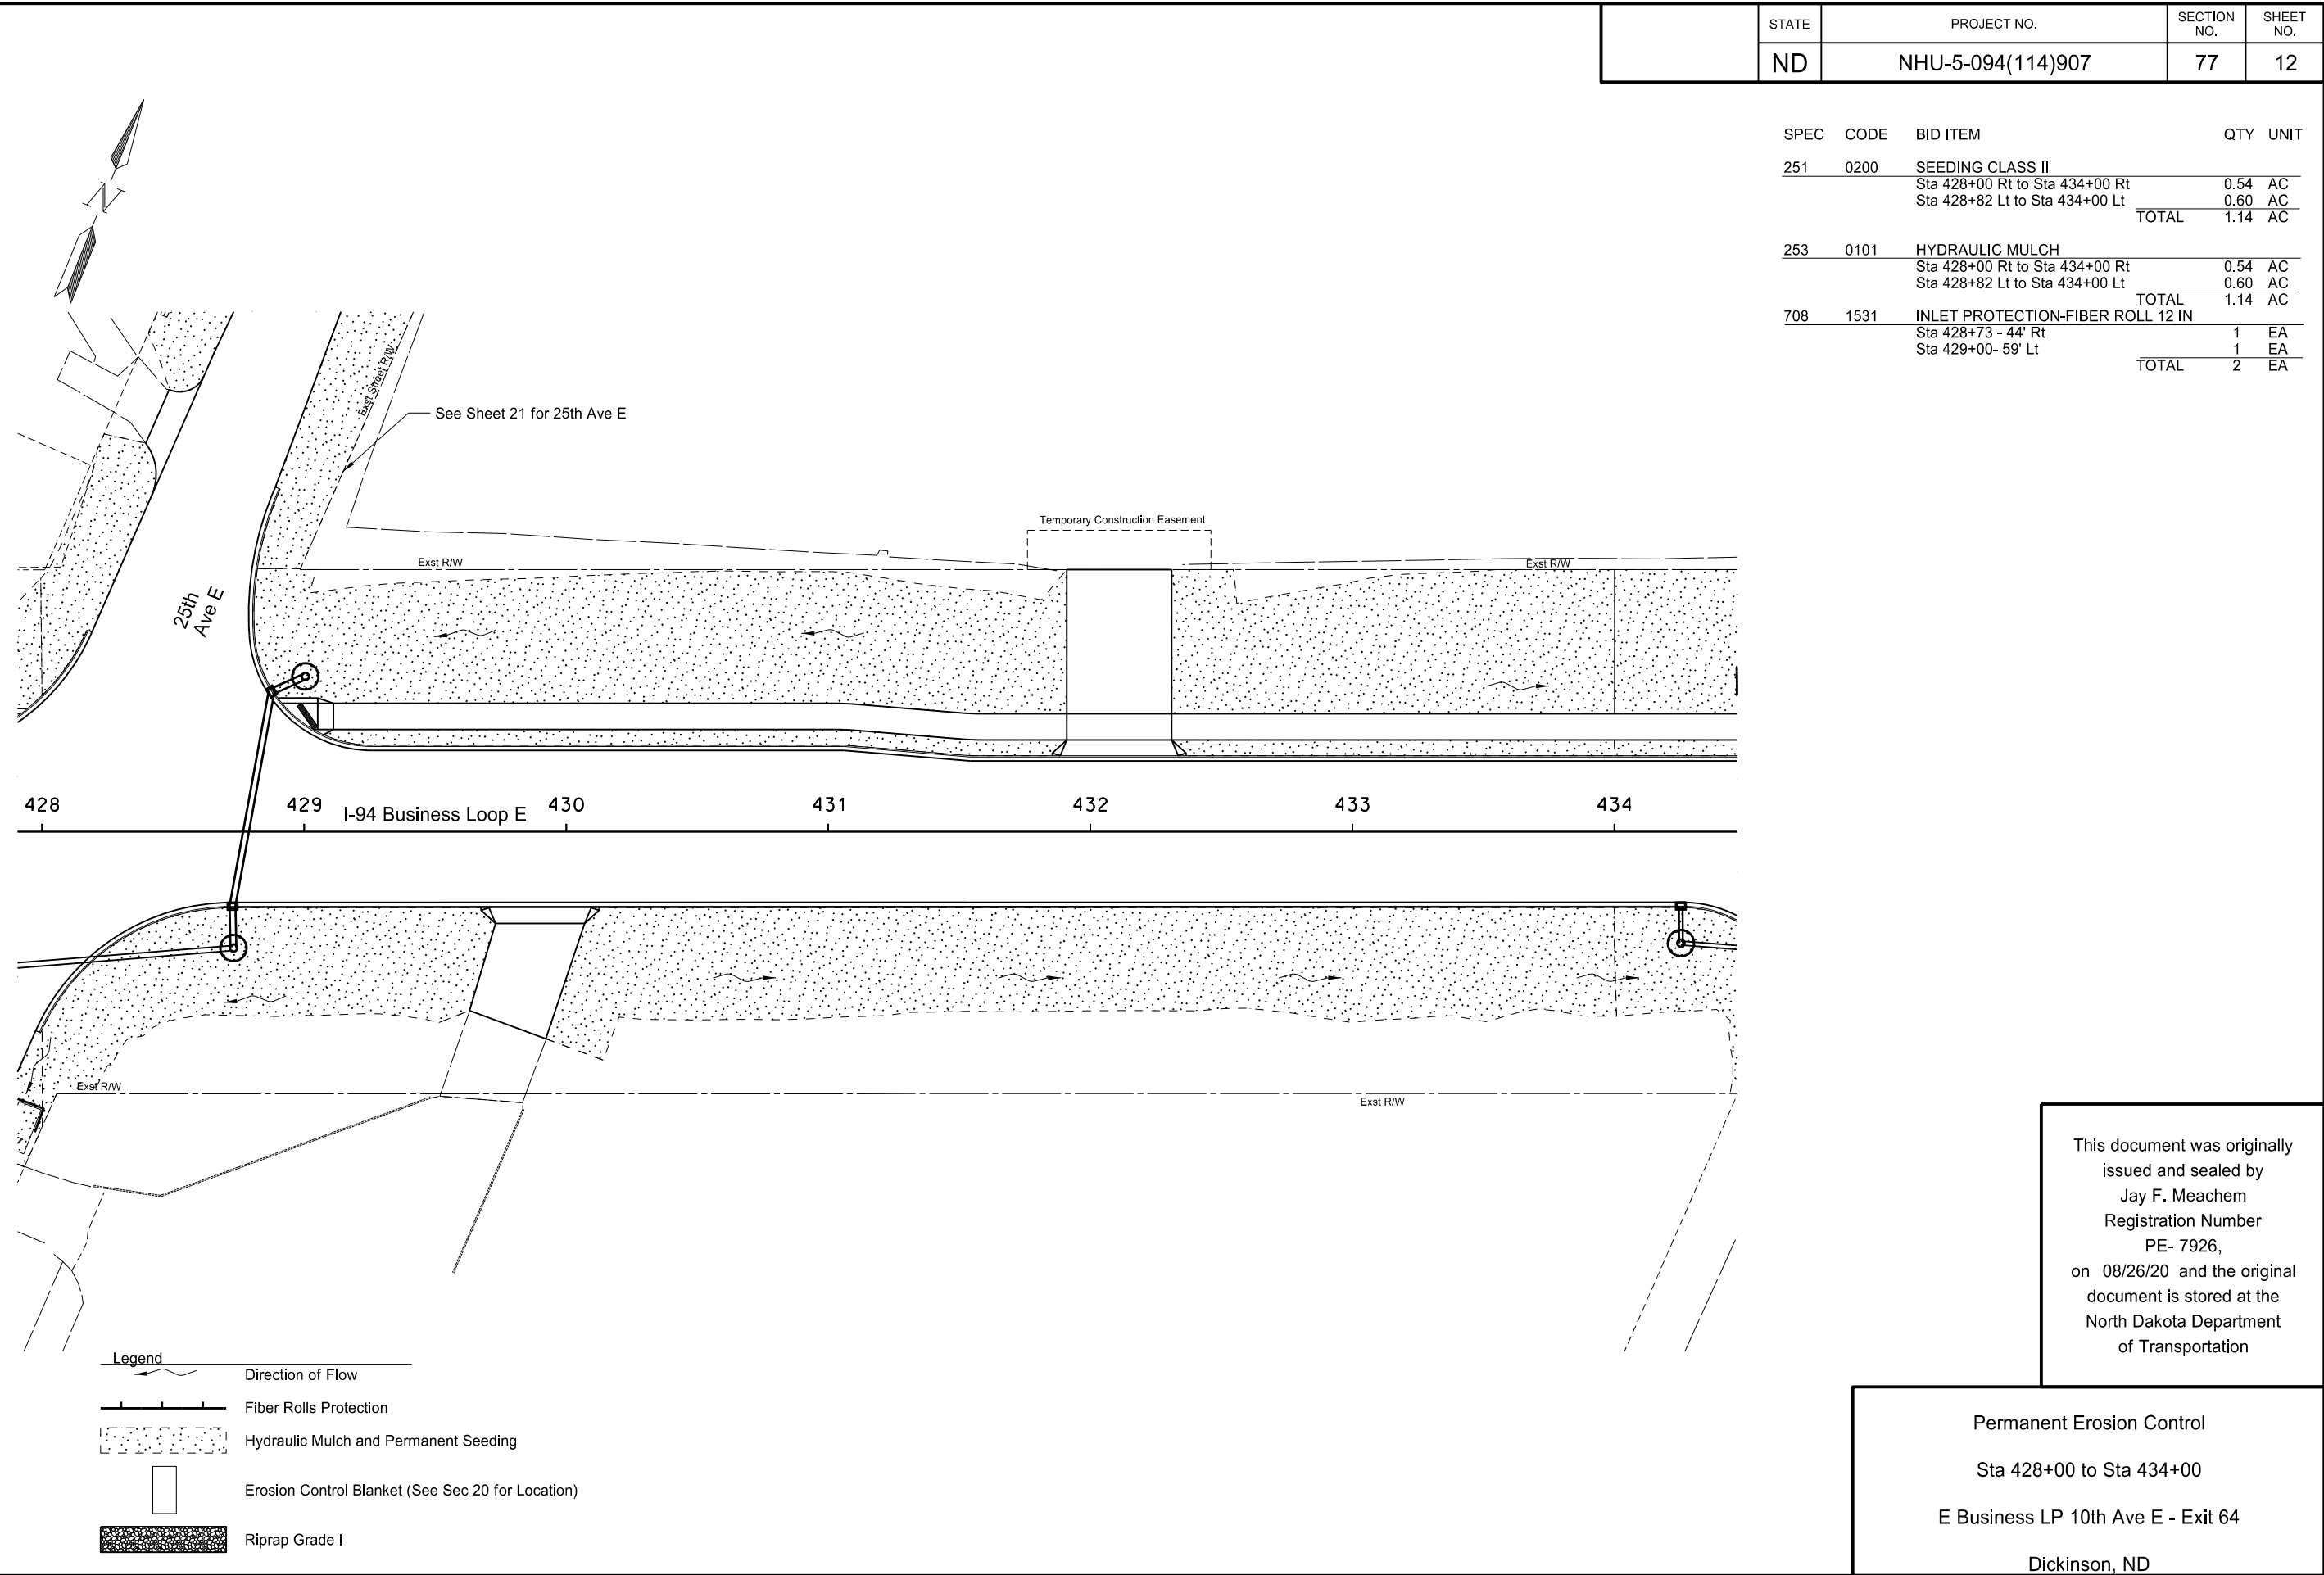 STATE PROJECT NO. SECTION NO. SHEET NO.
ND NHU-5-094(114)907 77 12
SPEC CODE BID ITEM QTY UNIT
251 0200 SEEDING CLASS II
Sta 428+00 Rt to Sta 434+00 Rt 0.54 AC
Sta 428+82 Lt to Sta 434+00 Lt 0.60 AC
TOTAL 1.14 AC
253 0101 HYDRAULIC MULCH
Sta 428+00 Rt to Sta 434+00 Rt 0.54 AC
Sta 428+82 Lt to Sta 434+00 Lt 0.60 AC
TOTAL 1.14 AC
708 1531 INLET PROTECTION-FIBER ROLL 12 IN
Sta 428+73 - 44' Rt 1 EA
Sta 429+00- 59' Lt 1 EA
TOTAL 2 EA
N
Exst Street R/W
See Sheet 21 for 25th Ave E
Temporary Construction Easement
Exst R/W
Exst R/W
25th
Ave E
428 429 430 431 432 433 434
I-94 Business Loop E
Exst R/W
Exst R/W
This document was originally
issued and sealed by
Jay F. Meachem
Registration Number
PE- 7926,
on 08/26/20 and the original
document is stored at the
North Dakota Department
of Transportation
Legend
Direction of Flow
Fiber Rolls Protection
Hydraulic Mulch and Permanent Seeding
Erosion Control Blanket (See Sec 20 for Location)
Riprap Grade I
Permanent Erosion Control
Sta 428+00 to Sta 434+00
E Business LP 10th Ave E - Exit 64
Dickinson, ND